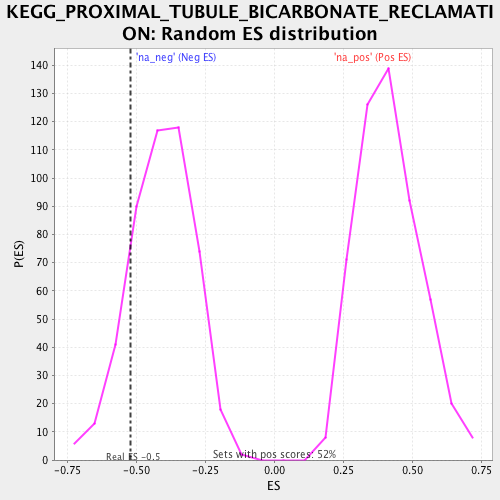 KEGG_PROXIMAL_TUBULE_BICARBONATE_RECLAMATI
ON: Random ES distribution
'na_neg' (Neg ES)
'na_pos' (Pos ES)
140
130
120
110
100
90
80
70
60
50
40
30
20
10
0
P(ES)
Real ES -0.5
Sets with pos scores: 52%
-0.75 -0.50 -0.25 0.00 0.25 0.50 0.75
ES